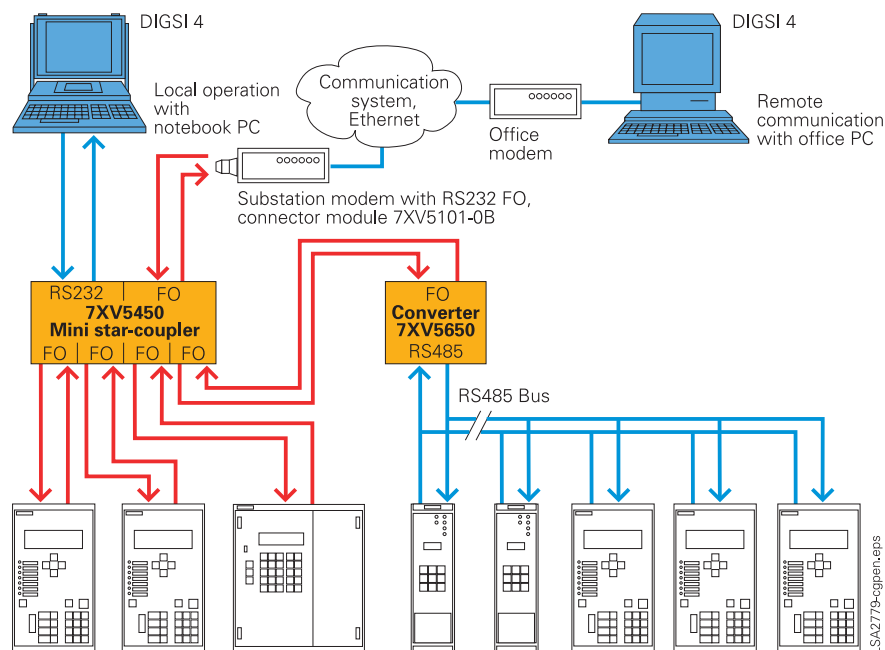 DIGSI 4
DIGSI 4
Local operation
with
notebook PC
Communication
system,
Ethernet
Office
modem
Remote
communication
with office PC
Substation modem with RS232 FO,
connector module 7XV5101-0B
RS232
FO
7XV5450
Mini star-coupler
FO
FO
FO
FO
FO
Converter
7XV5650
RS485
RS485 Bus
LSA2779-cgpen.eps